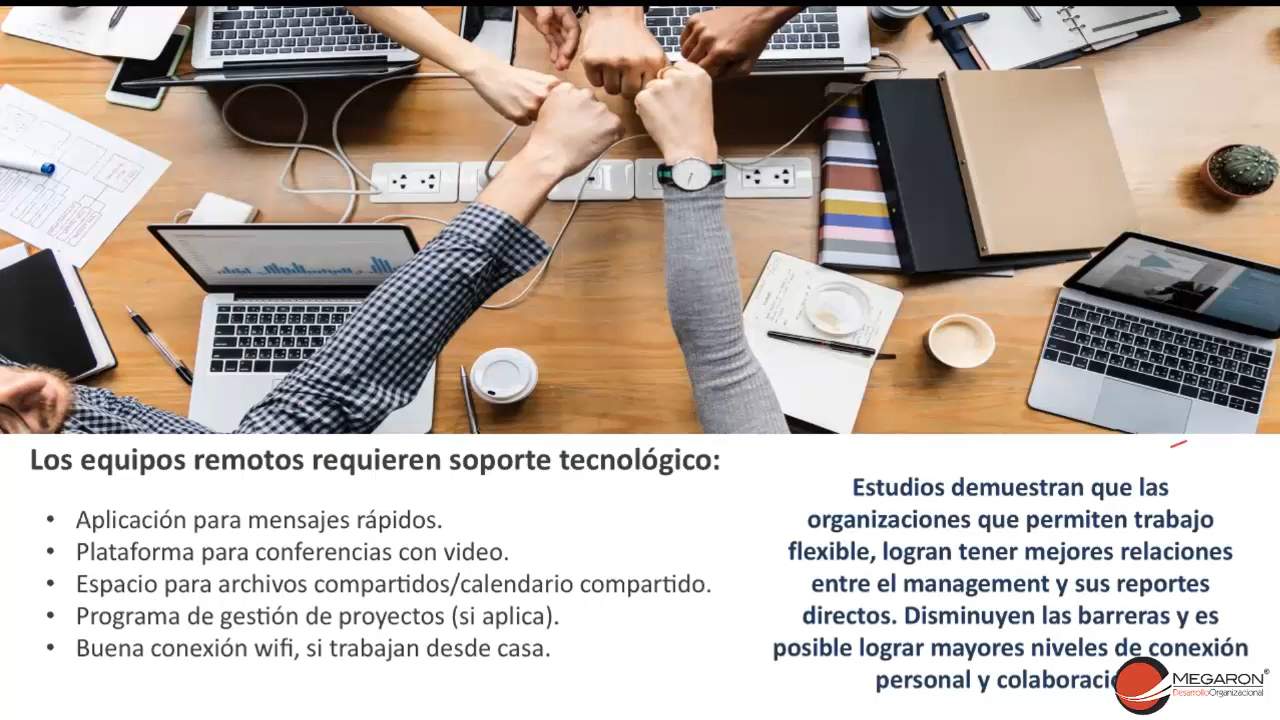 Los equipos remotos requieren soporte tecnológico:
• Aplicación para mensajes rápidos.
• Plataforma para conferencias con video.
• Espacio para archivos compartidos/calendario compartido.
• Programa de gestión de proyectos (si aplica).
• Buena conexión wifi, si trabajan desde casa.
Estudios demuestran que las
organizaciones que permiten trabajo
flexible, logran tener mejores relaciones
entre el management y sus reportes
directos. Disminuyen las barreras y es
posible lograr mayores niveles de conexión
personal y colaboraci
MEGARON®
DesarrolloOrganizacional